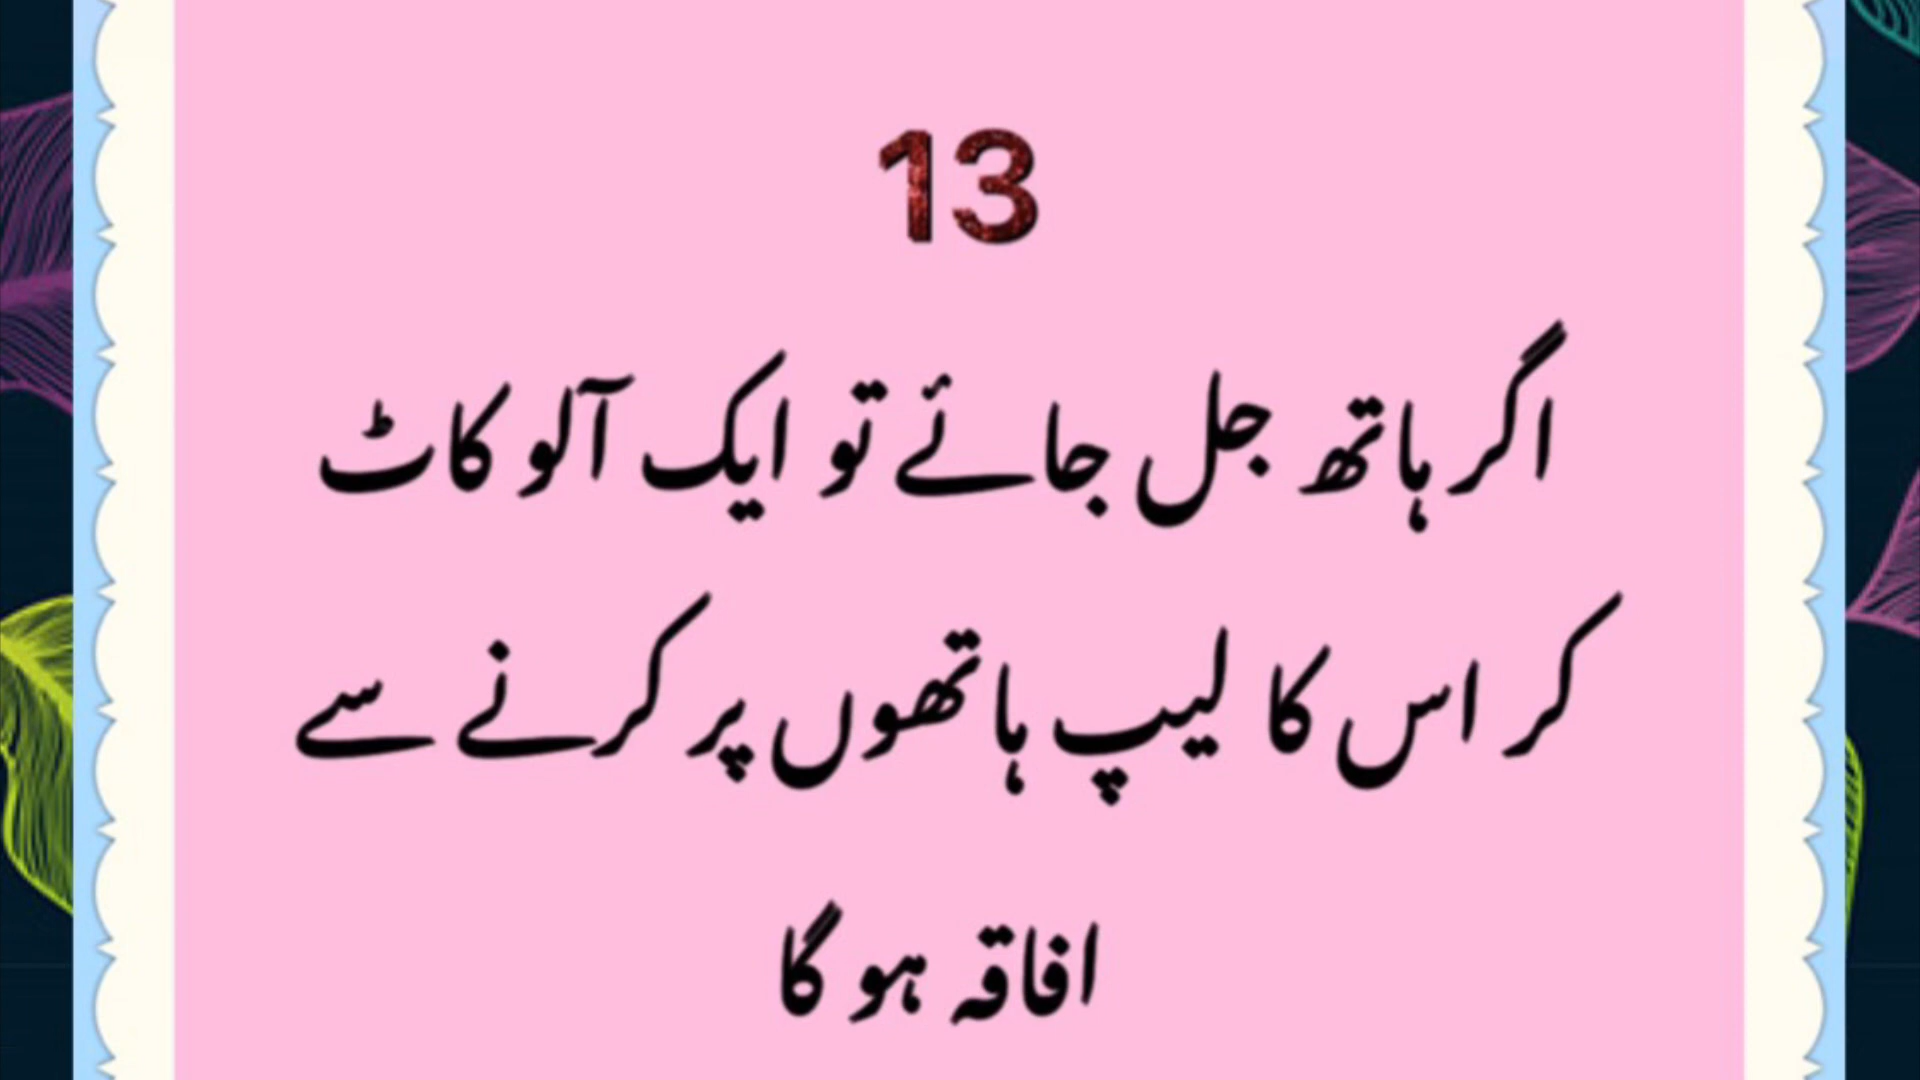 13
اگر ہاتھ جل جائے تو ایک آلو کاٹ
کر اس کا لیپ ہاتھوں پر کرنے سے
افاقہ ہو گا